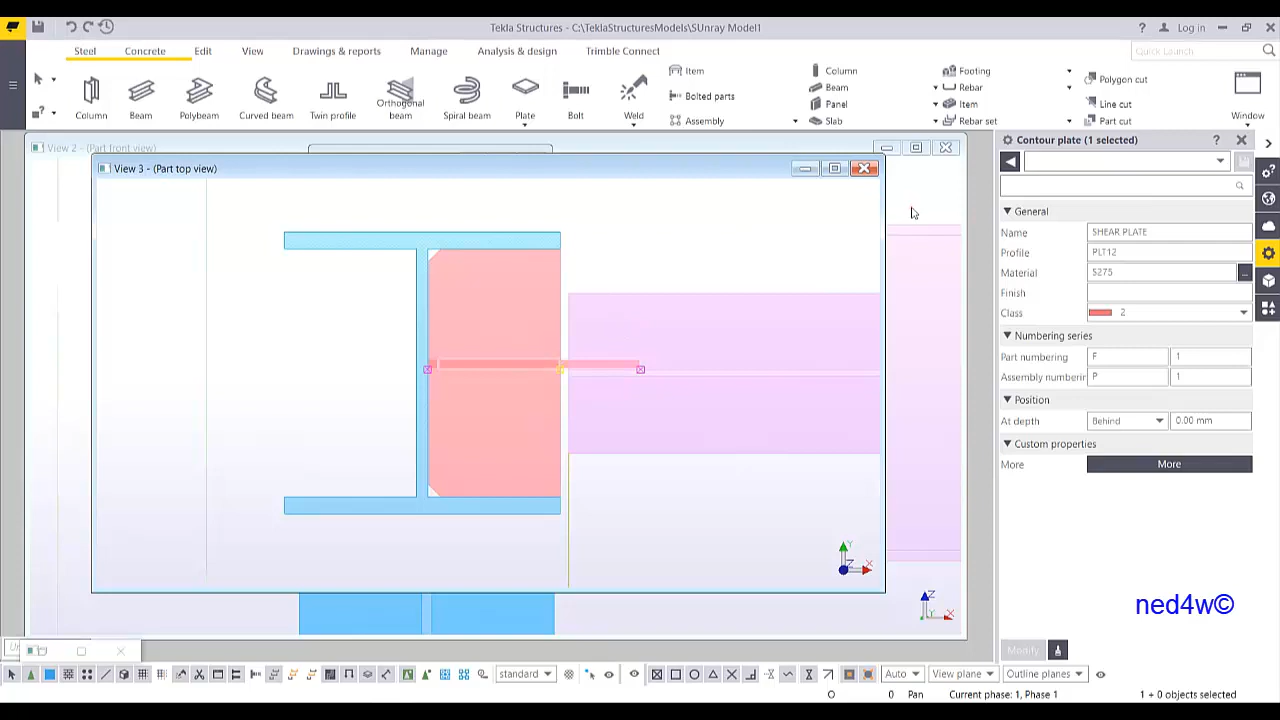 Tekla Structures - C:\TeklaStructuresModels\SUnray Model1
? Log in
Steel Concrete Edit View Drawings & reports Manage Analysis & design Trimble Connect Quick Launch
Column Beam Polybeam Curved beam Twin profile Orthogonal beam Spiral beam Plate Bolt Weld
Item
Bolted parts
Assembly
Column
Beam
Panel
Slab
Footing
Rebar
Item
Rebar set
Polygon cut
Line cut
Part cut
Window
View 2 - (Part front view)
View 3 - (Part top view)
Y
X
Z
Z
Y
X
Contour plate (1 selected) ?
General
Name SHEAR PLATE
Profile PLT12
Material S275 ...
Finish
Class 2
Numbering series
Part numbering F 1
Assembly numberin P 1
Position
At depth Behind 0.00 mm
Custom properties
More More
ned4w©
Modify
standard Auto View plane Outline planes
O 0 Pan Current phase: 1, Phase 1 1 + 0 objects selected